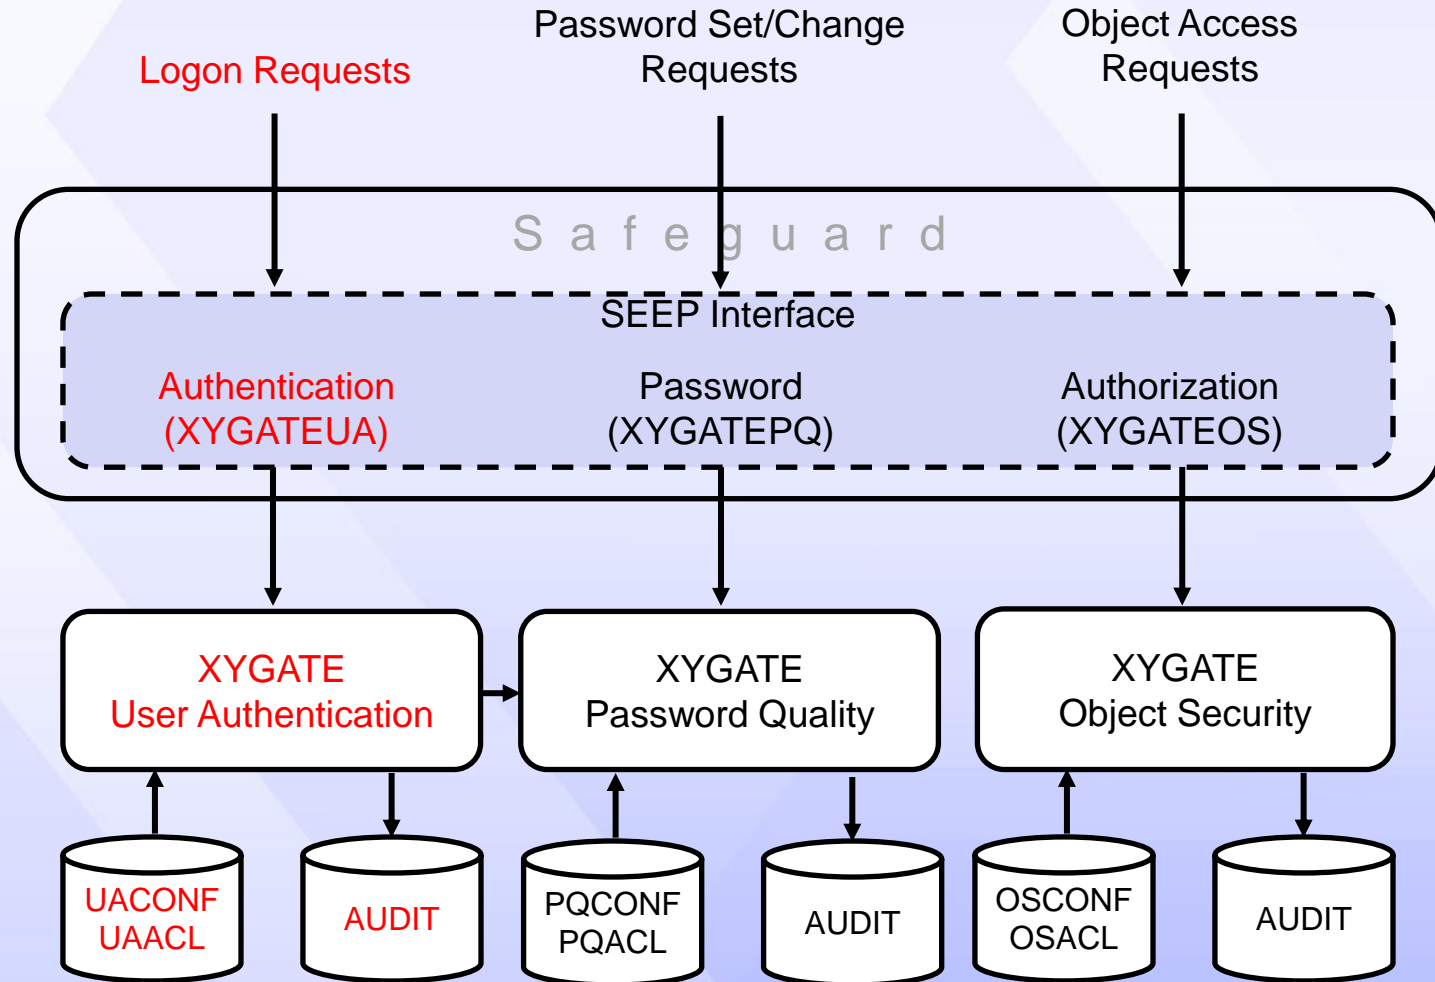 Logon Requests
Password Set/Change
Requests
Object Access
Requests
S a f e g u a r d
SEEP Interface
Authentication
(XYGATEUA)
Password
(XYGATEPQ)
Authorization
(XYGATEOS)
XYGATE
User Authentication
XYGATE
Password Quality
XYGATE
Object Security
UACONF
UAACL
AUDIT
PQCONF
PQACL
AUDIT
OSCONF
OSACL
AUDIT